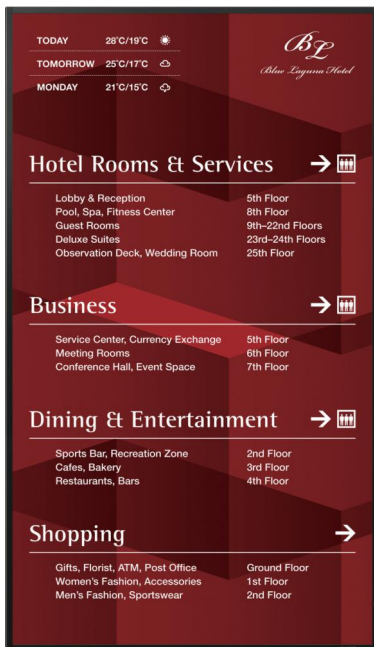 TODAY 28°C/19°C
TOMORROW 25°C/17°C
MONDAY 21°C/15°C
BL
Blue Laguna Hotel
Hotel Rooms & Services
Lobby & Reception 5th Floor
Pool, Spa, Fitness Center 8th Floor
Guest Rooms 9th–22nd Floors
Deluxe Suites 23rd–24th Floors
Observation Deck, Wedding Room 25th Floor
Business
Service Center, Currency Exchange 5th Floor
Meeting Rooms 6th Floor
Conference Hall, Event Space 7th Floor
Dining & Entertainment
Sports Bar, Recreation Zone 2nd Floor
Cafes, Bakery 3rd Floor
Restaurants, Bars 4th Floor
Shopping
Gifts, Florist, ATM, Post Office Ground Floor
Women's Fashion, Accessories 1st Floor
Men's Fashion, Sportswear 2nd Floor